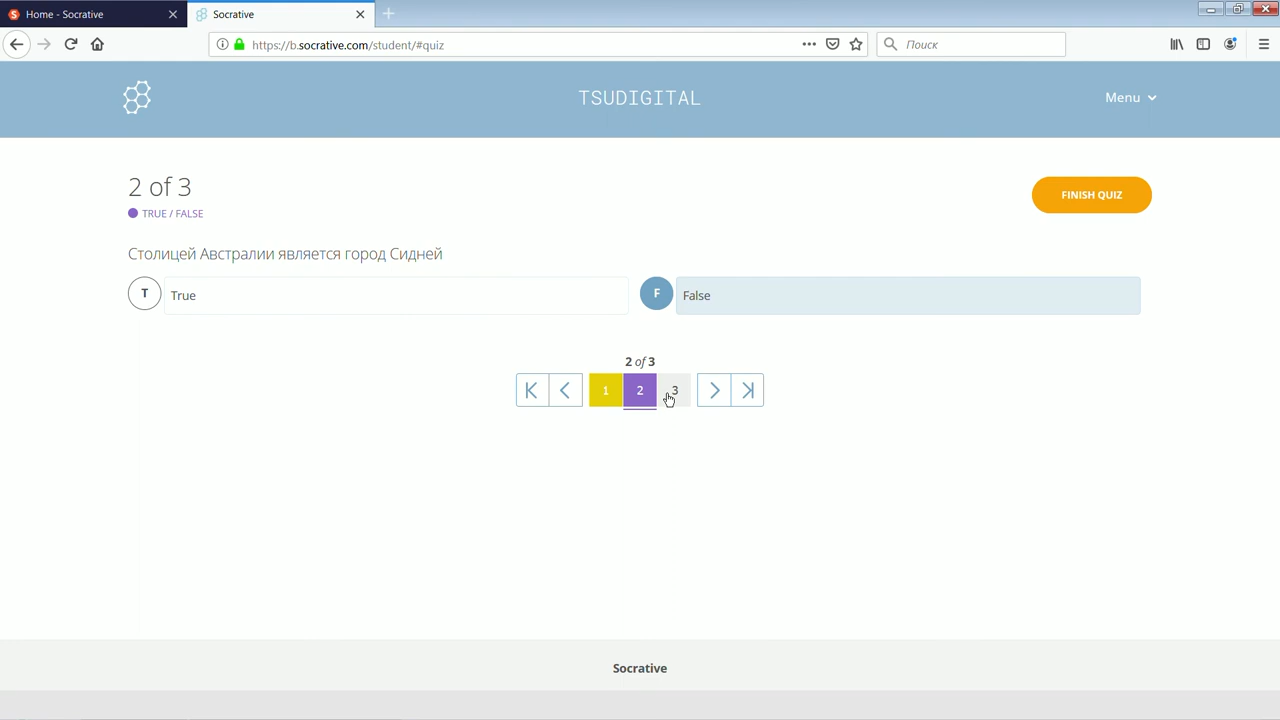 Home - Socrative
Socrative
https://b.socrative.com/student/#quiz
Поиск
TSUDIGITAL
Menu
2 of 3
TRUE / FALSE
FINISH QUIZ
Столицей Австралии является город Сидней
T True
F False
2 of 3
1 2 3
Socrative